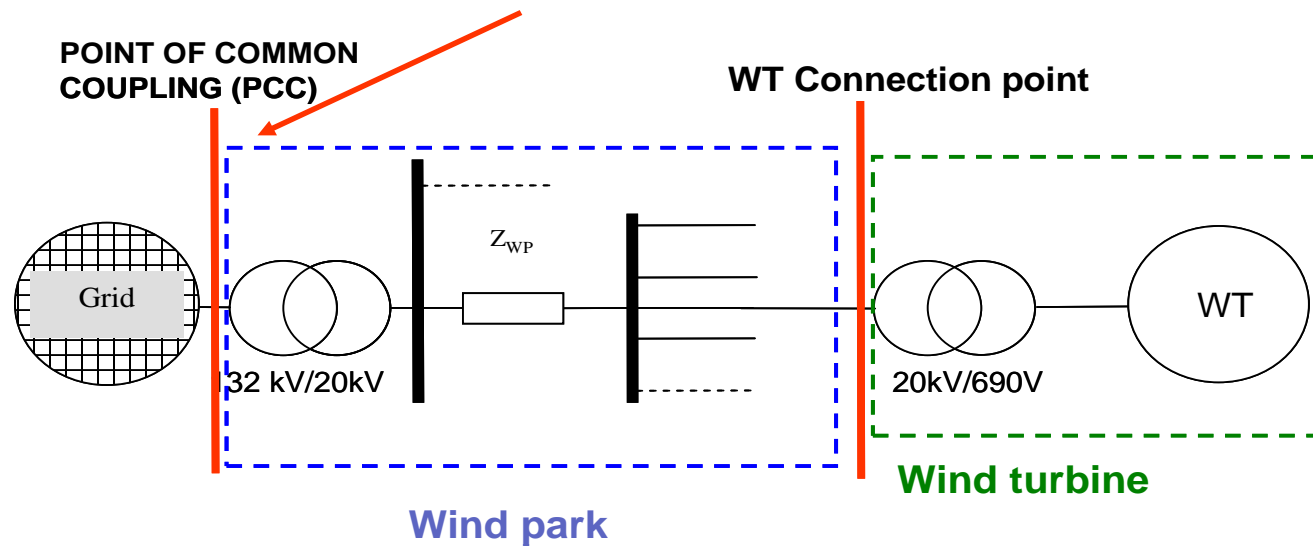 POINT OF COMMON
COUPLING (PCC)
WT Connection point
Z_WP
Grid
WT
132 kV/20kV
20kV/690V
Wind turbine
Wind park